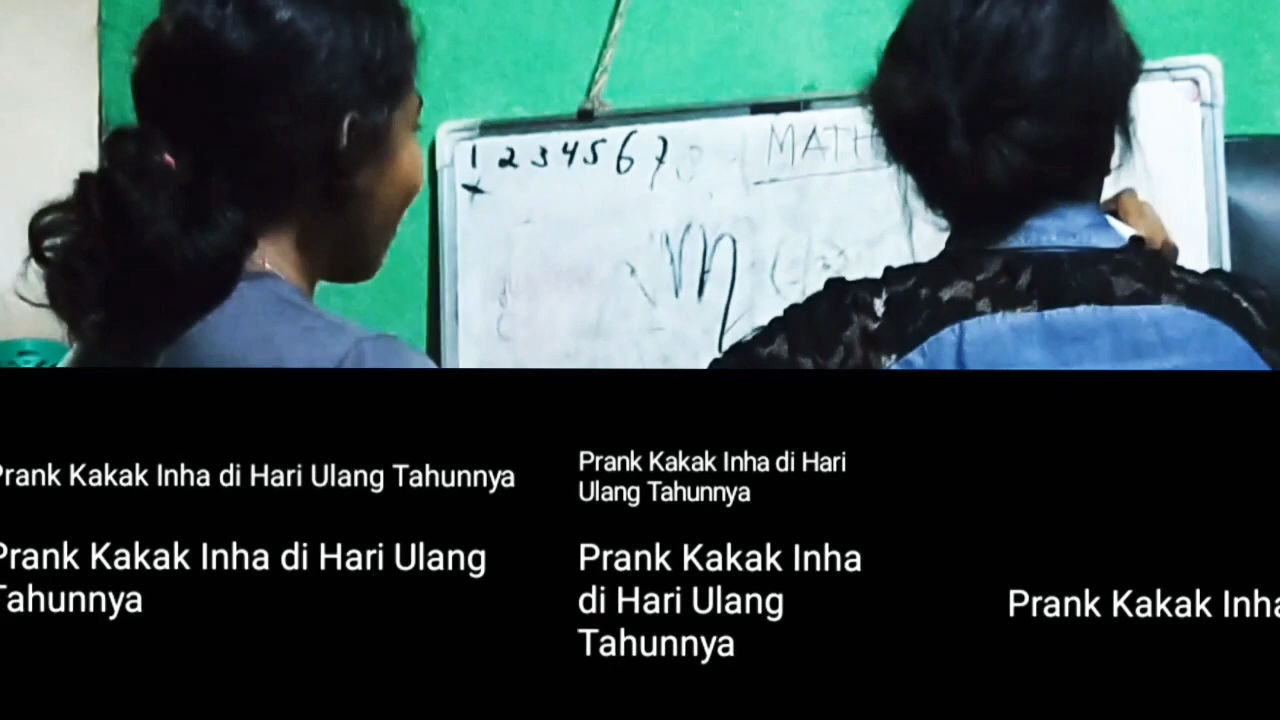 1 2 3 4 5 6 7
MATH
m
Prank Kakak Inha di Hari Ulang Tahunnya
Prank Kakak Inha di Hari Ulang
Tahunnya
Prank Kakak Inha di Hari
Ulang Tahunnya
Prank Kakak Inha
di Hari Ulang
Tahunnya
Prank Kakak Inha